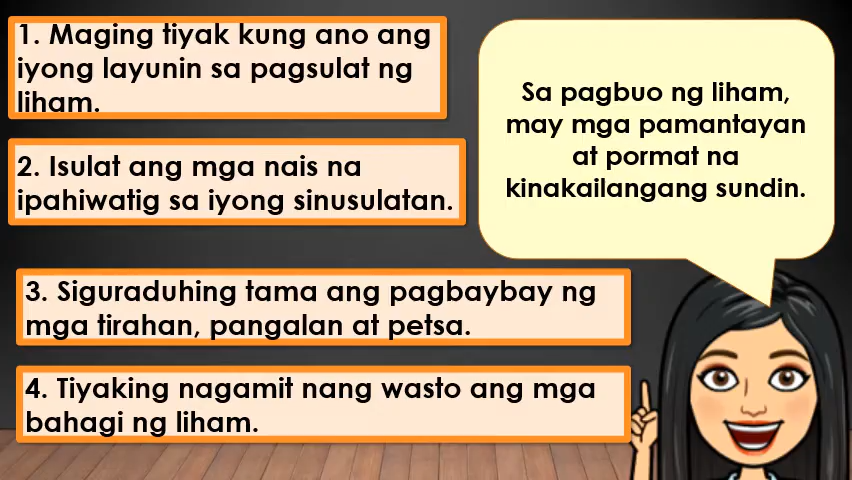 1. Maging tiyak kung ano ang
iyong layunin sa pagsulat ng
liham.
2. Isulat ang mga nais na
ipahiwatig sa iyong sinusulatan.
3. Siguraduhing tama ang pagbaybay ng
mga tirahan, pangalan at petsa.
4. Tiyaking nagamit nang wasto ang mga
bahagi ng liham.
Sa pagbuo ng liham,
may mga pamantayan
at pormat na
kinakailangang sundin.